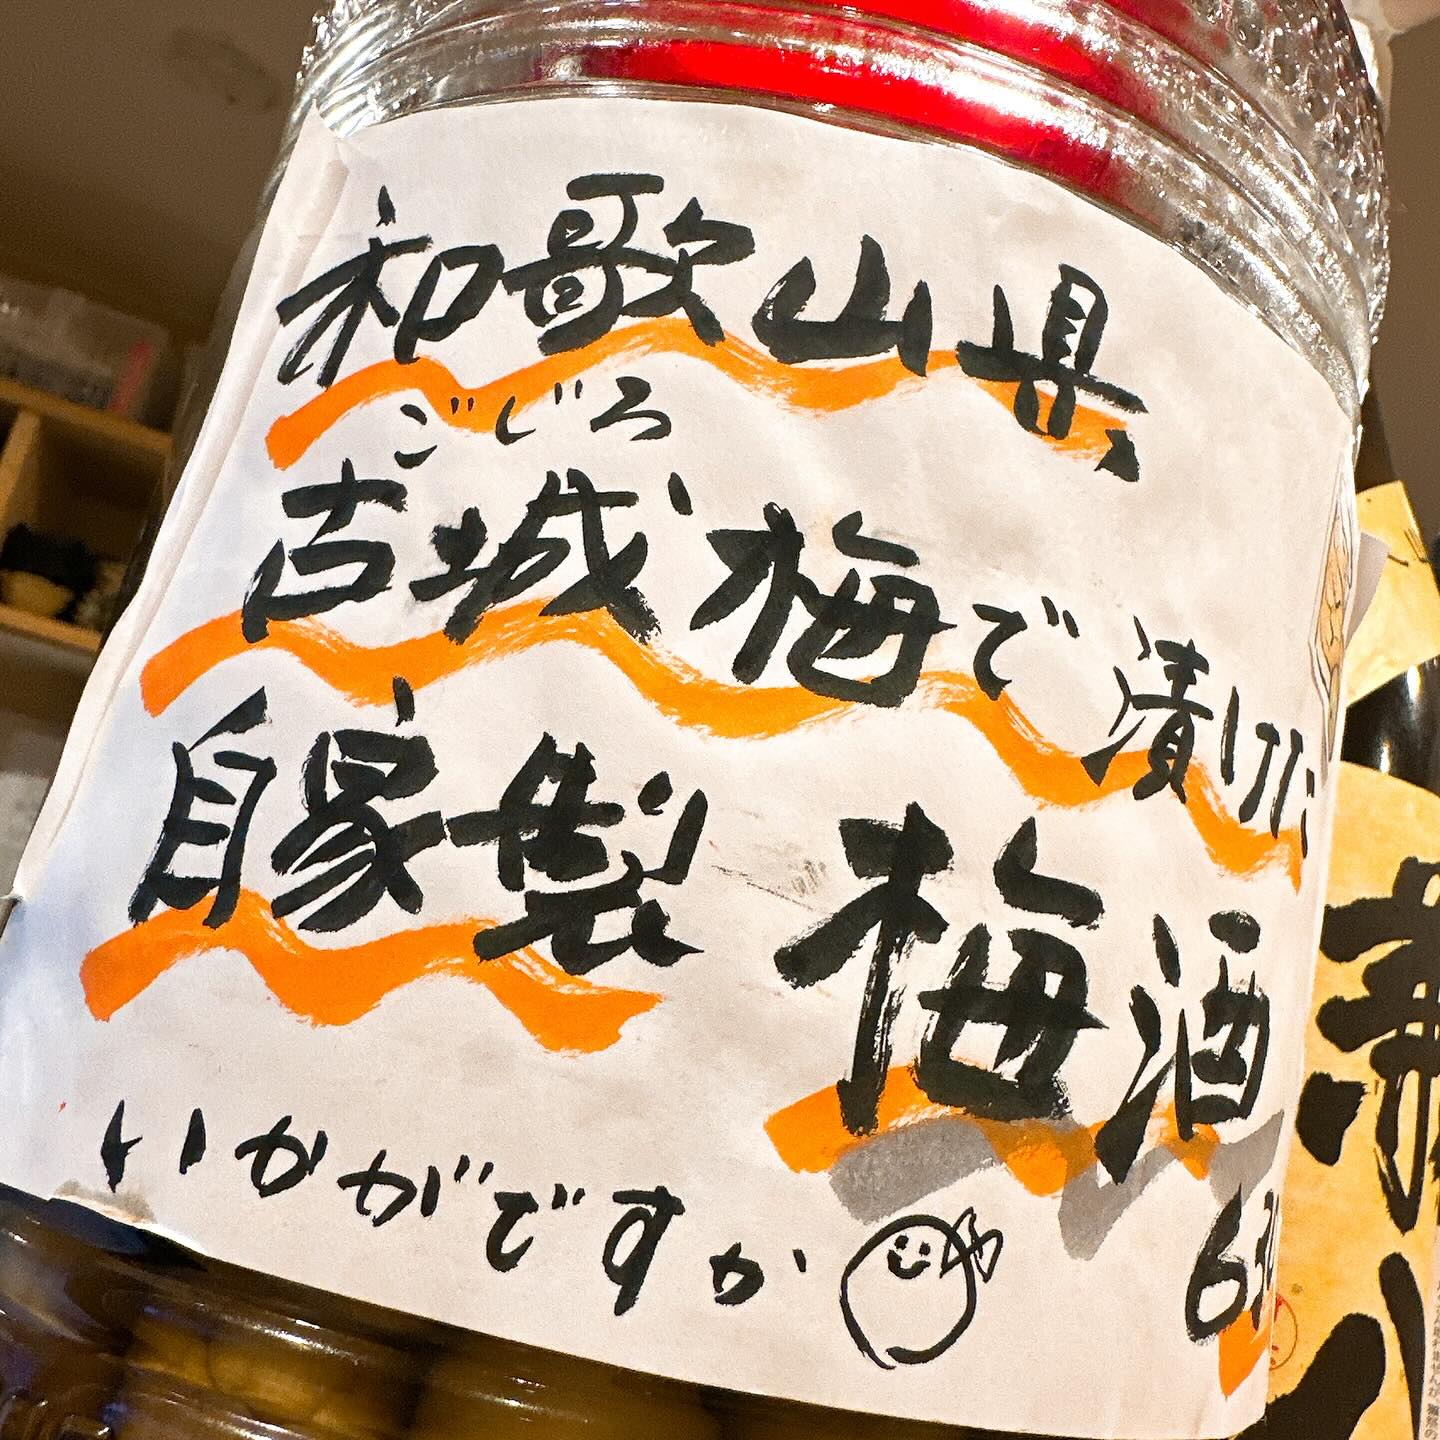 和歌山県、
ごじろ
古城梅で漬けた
自家製 梅酒
いかがですか